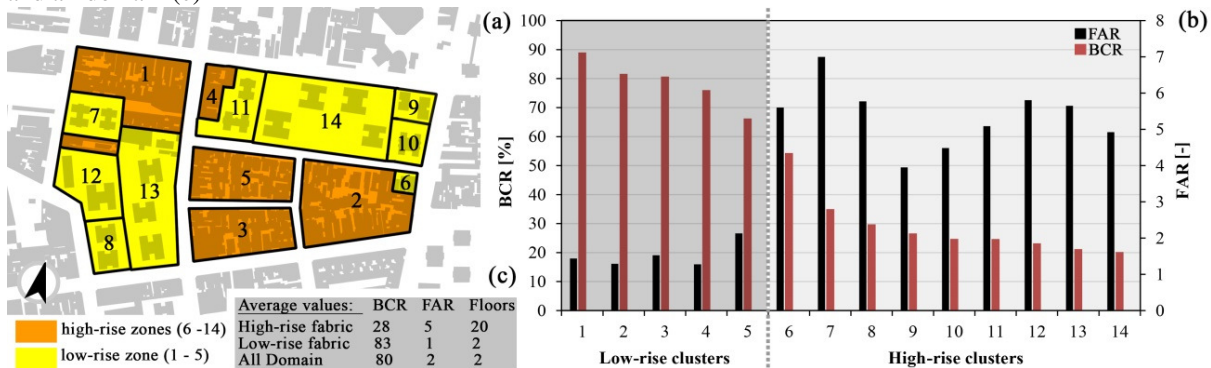 (a)
1
4
11
14
9
10
7
12
13
8
5
3
2
6
high-rise zones (6 -14)
low-rise zone (1 - 5)
(c)
Average values: BCR FAR Floors
High-rise fabric 28 5 20
Low-rise fabric 83 1 2
All Domain 80 2 2
(b)
BCR [%]
100
90
80
70
60
50
40
30
20
10
0
FAR
BCR
8
7
6
5
4
3
2
1
0
FAR [-]
1 2 3 4 5 6 7 8 9 10 11 12 13 14
Low-rise clusters High-rise clusters